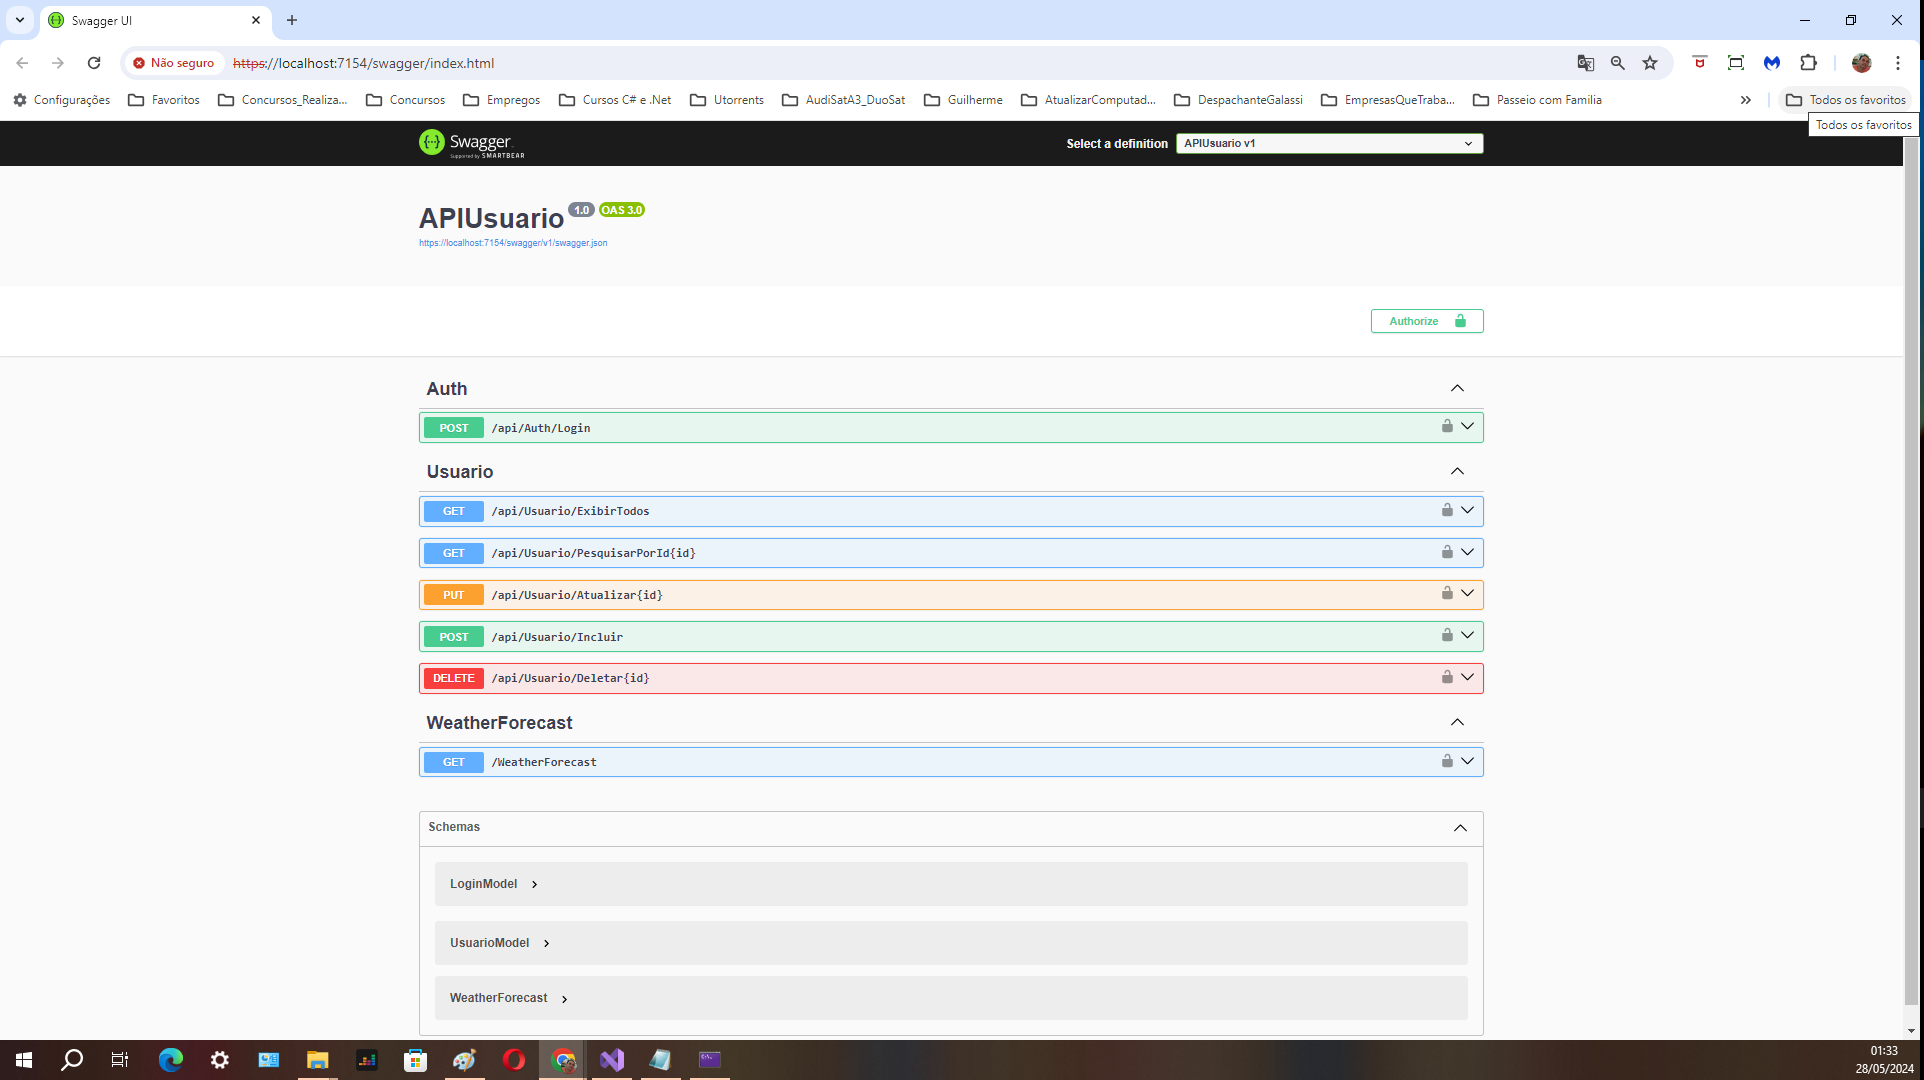 Swagger UI
Não seguro
https://localhost:7154/swagger/index.html
Configurações
Favoritos
Concursos_Realiza...
Concursos
Empregos
Cursos C# e .Net
Utorrents
AudiSatA3_DuoSat
Guilherme
AtualizarComputad...
DespachanteGalassi
EmpresasQueTraba...
Passeio com Familia
Todos os favoritos
Todos os favoritos
Swagger
Supported by SMARTBEAR
Select a definition
APIUsuario v1
APIUsuario 1.0 OAS 3.0
https://localhost:7154/swagger/v1/swagger.json
Authorize
Auth
POST /api/Auth/Login
Usuario
GET /api/Usuario/ExibirTodos
GET /api/Usuario/PesquisarPorId{id}
PUT /api/Usuario/Atualizar{id}
POST /api/Usuario/Incluir
DELETE /api/Usuario/Deletar{id}
WeatherForecast
GET /WeatherForecast
Schemas
LoginModel
UsuarioModel
WeatherForecast
01:33
28/05/2024